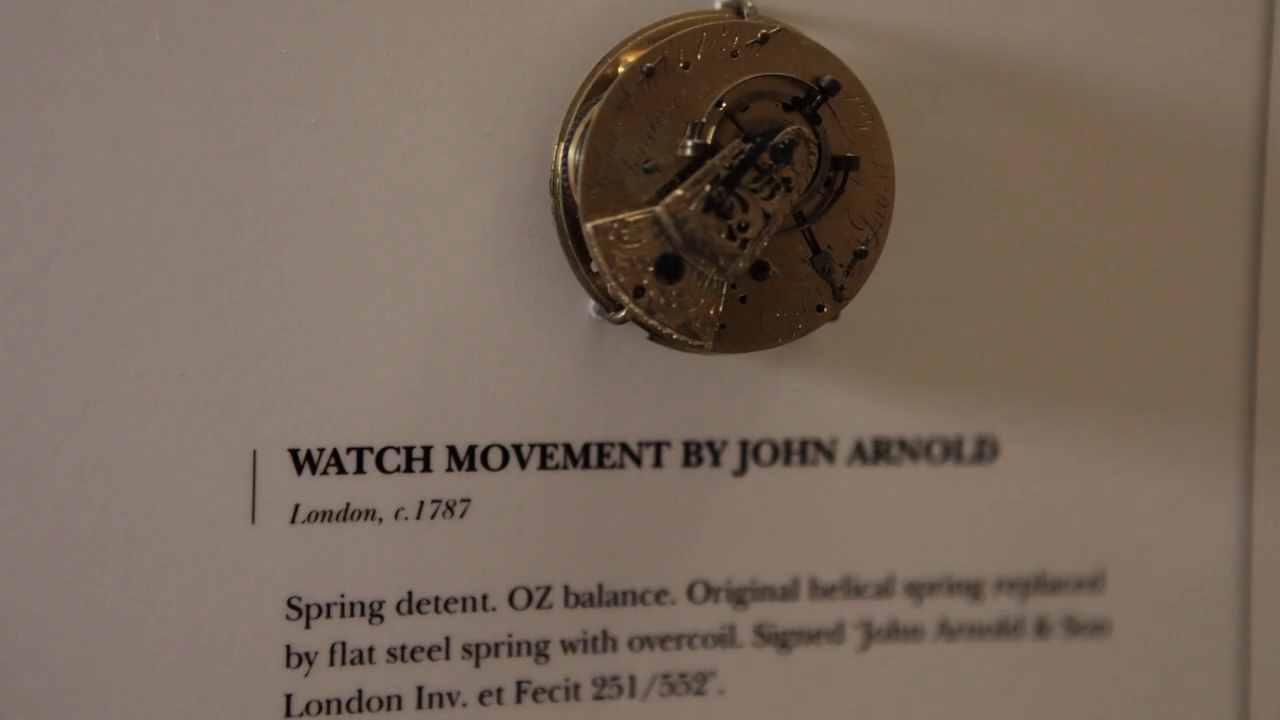 WATCH MOVEMENT BY JOHN ARNOLD
London, c.1787
Spring detent. OZ balance. Original helical spring replaced
by flat steel spring with overcoil. Signed 'John Arnold & Son
London Inv. et Fecit 251/552'.